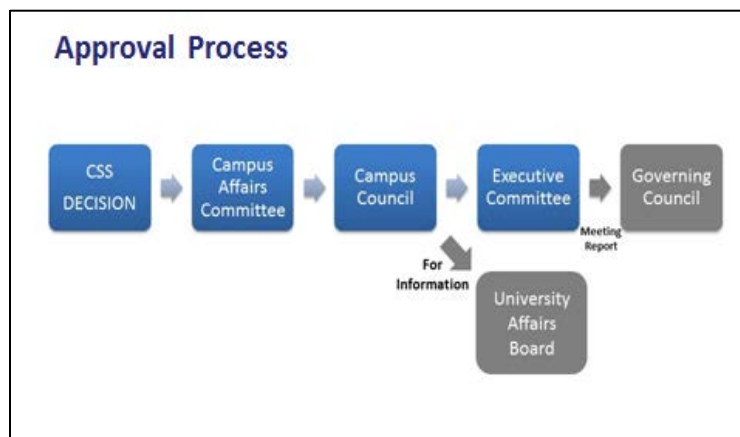 Approval Process
CSS
DECISION
Campus
Affairs
Committee
Campus
Council
Executive
Committee
Meeting
Report
Governing
Council
For
Information
University
Affairs
Board